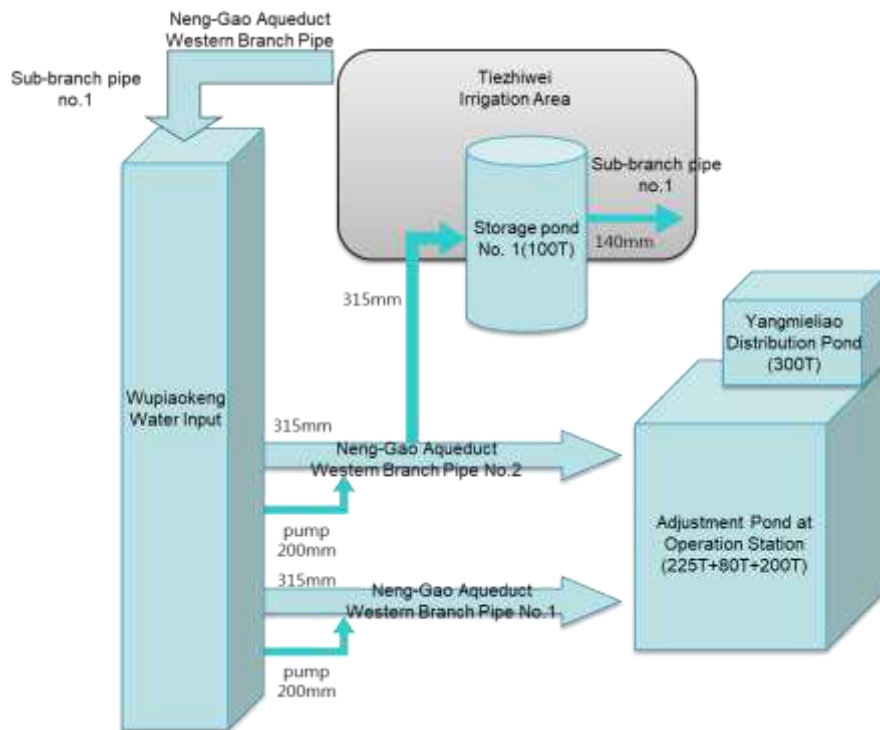 Neng-Gao Aqueduct
Western Branch Pipe
Sub-branch pipe
no.1
Tiezhiwei
Irrigation Area
Sub-branch pipe
no.1
Storage pond
No. 1(100T)
140mm
315mm
Yangmieliao
Distribution Pond
(300T)
Wupiaokeng
Water Input
315mm
Neng-Gao Aqueduct
Western Branch Pipe No.2
pump
200mm
Adjustment Pond at
Operation Station
(225T+80T+200T)
315mm
Neng-Gao Aqueduct
Western Branch Pipe No.1
pump
200mm